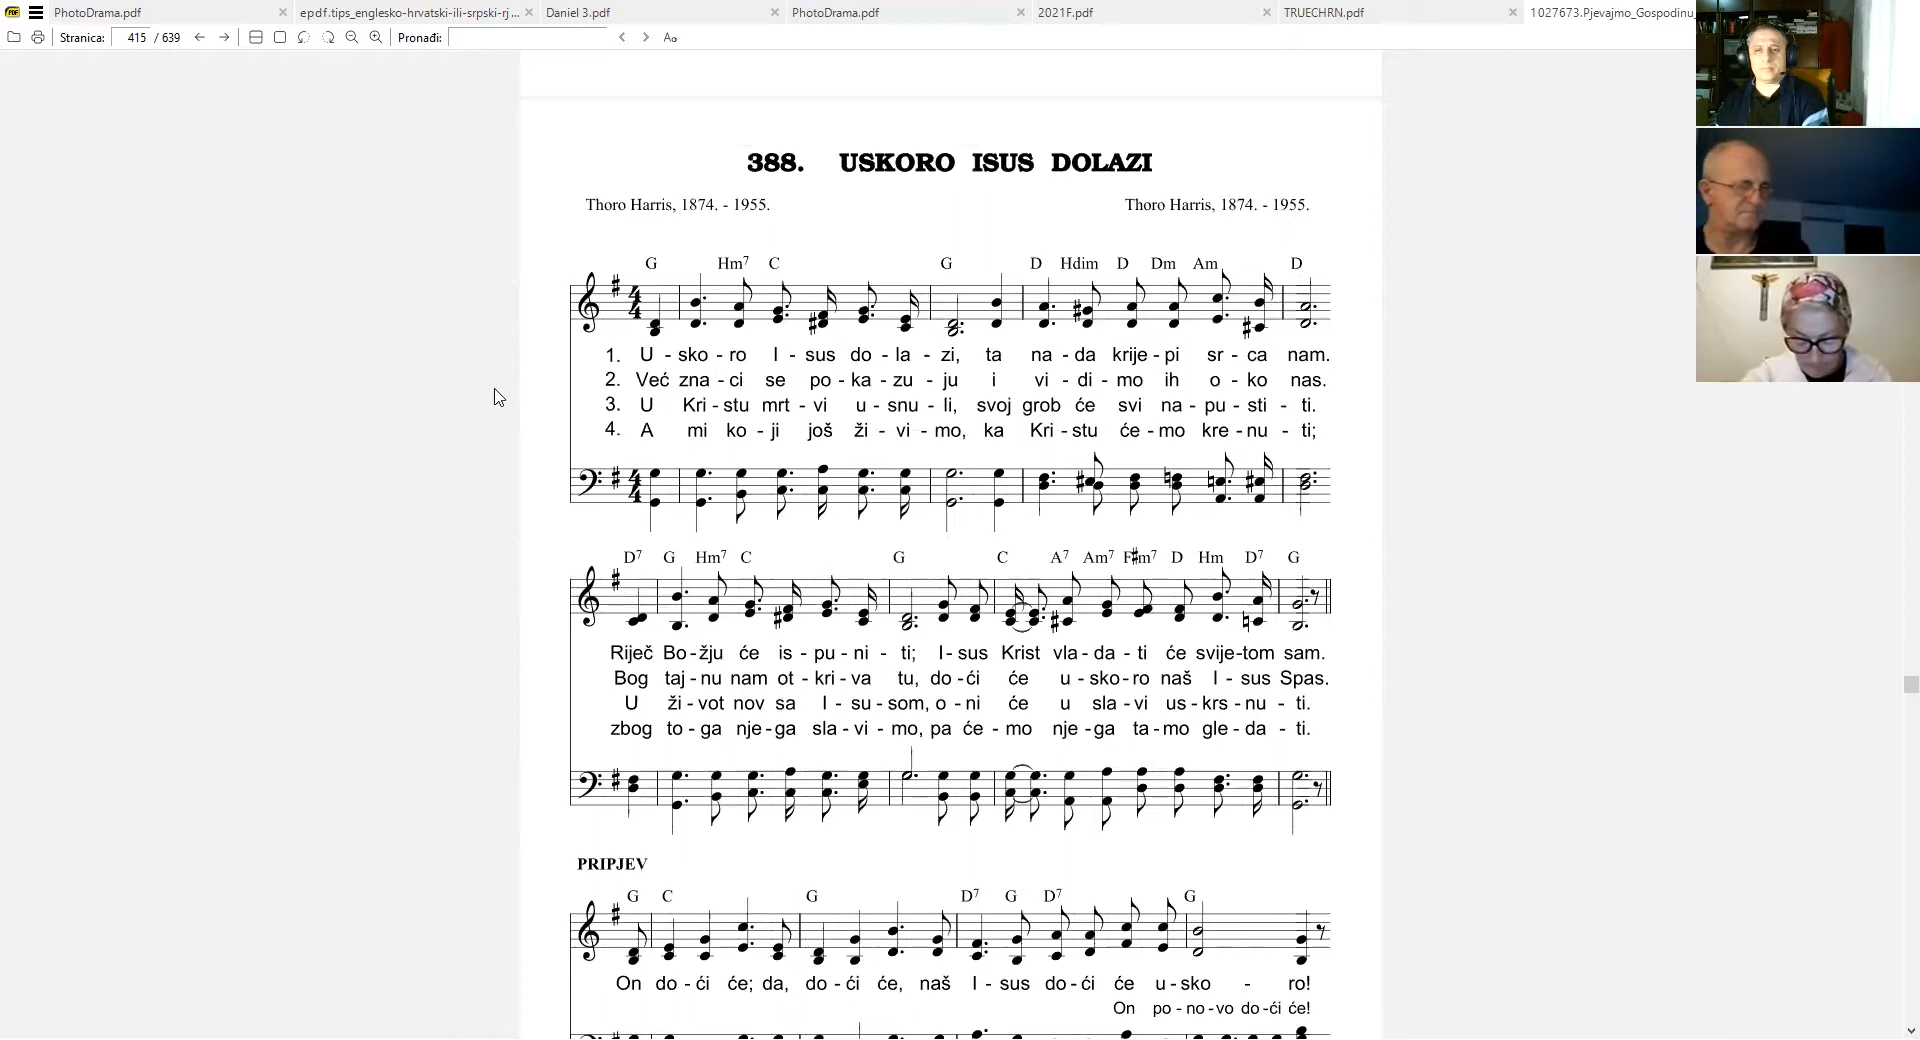 PhotoDrama.pdf
epdf.tips_englesko-hrvatski-ili-srpski-rj ...
Daniel 3.pdf
PhotoDrama.pdf
2021F.pdf
TRUECHRN.pdf
1027673.Pjevajmo_Gospodinu_
Stranica: 415 / 639
Pronađi:
388. USKORO ISUS DOLAZI
Thoro Harris, 1874. - 1955. Thoro Harris, 1874. - 1955.
G Hm7 C G D Hdim D Dm Am D
1. U - sko - ro I - sus do - la - zi, ta na - da krije - pi sr - ca nam.
2. Već zna - ci se po - ka - zu - ju i vi - di - mo ih o - ko nas.
3. U Kri - stu mrt - vi u - snu - li, svoj grob će svi na - pu - sti - ti.
4. A mi ko - ji još ži - vi - mo, ka Kri - stu će - mo kre - nu - ti;
D7 G Hm7 C G C A7 Am7 F#m7 D Hm D7 G
Riječ Bo - žju će is - pu - ni - ti; I - sus Krist vla - da - ti će svije - tom sam.
Bog taj - nu nam ot - kri - va tu, do - ći će u - sko - ro naš I - sus Spas.
U ži - vot nov sa I - su - som, o - ni će u sla - vi us - krs - nu - ti.
zbog to - ga nje - ga sla - vi - mo, pa će - mo nje - ga ta - mo gle - da - ti.
PRIPJEV
G C G D7 G D7 G
On do - ći će; da, do - ći će, naš I - sus do - ći će u - sko - ro!
On po - no - vo do - ći će!